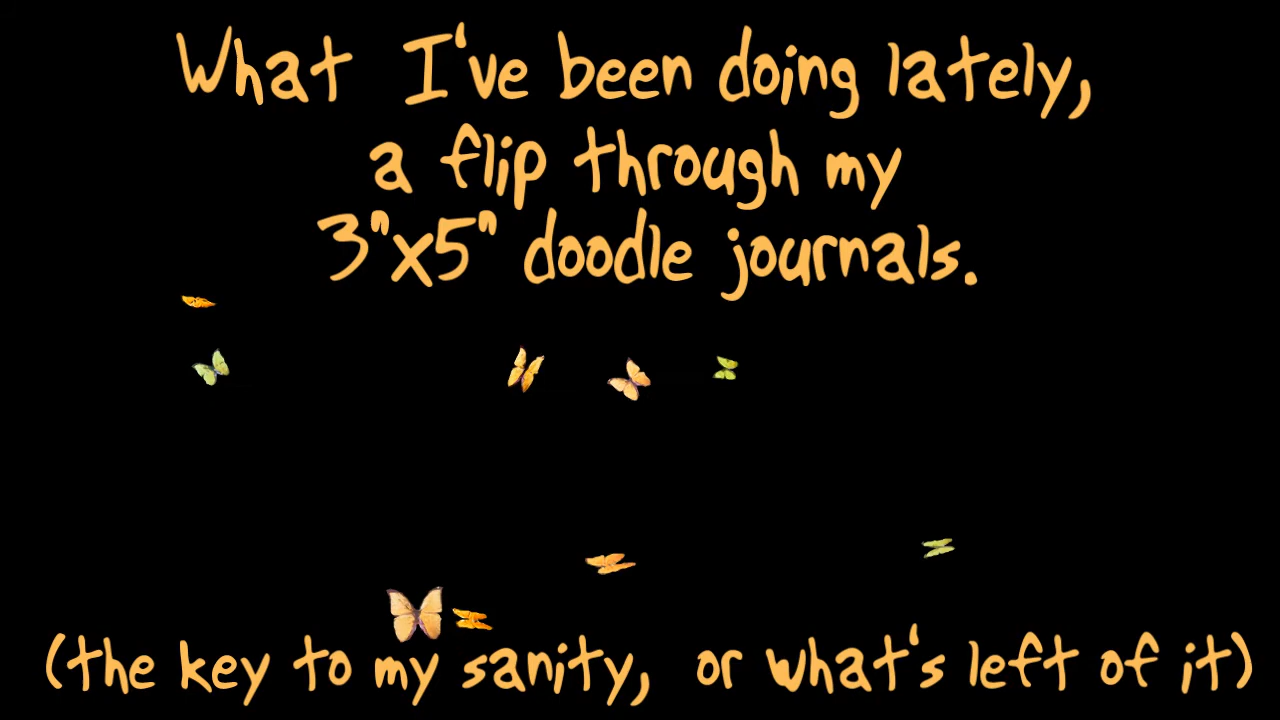 What I've been doing lately,
a flip through my
3"x5" doodle journals.
(the key to my sanity, or what's left of it)